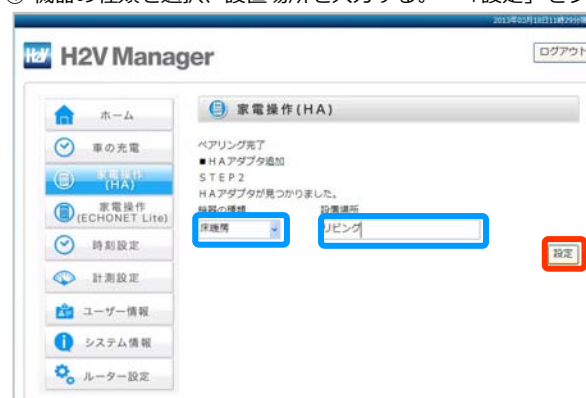 機器の種類を選択、設置場所を入力する。 「設定」を
2013年03月18日11時29分
H2V H2V Manager
ログアウト
ホーム
車の充電
家電操作
(HA)
家電操作
(ECHONET Lite)
時刻設定
計測設定
ユーザー情報
システム情報
ルーター設定
家電操作(HA)
ペアリング完了
■HAアダプタ追加
STEP2
HAアダプタが見つかりました。
機器の種類 設置場所
床暖房 リビング
設定